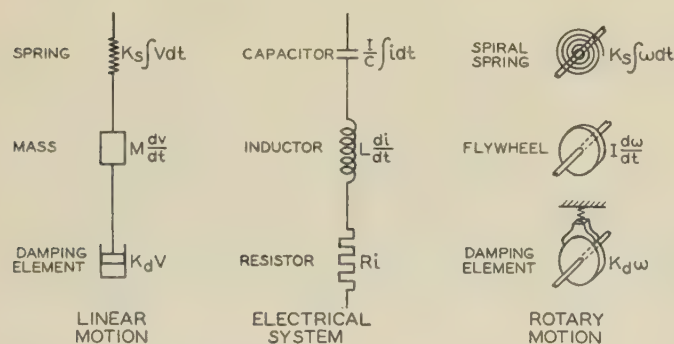 SPRING
Ks∫Vdt
MASS
M dv/dt
DAMPING
ELEMENT
KdV
LINEAR
MOTION
CAPACITOR
I/C ∫idt
INDUCTOR
L di/dt
RESISTOR
Ri
ELECTRICAL
SYSTEM
SPIRAL
SPRING
Ks∫ωdt
FLYWHEEL
I dω/dt
DAMPING
ELEMENT
Kdω
ROTARY
MOTION